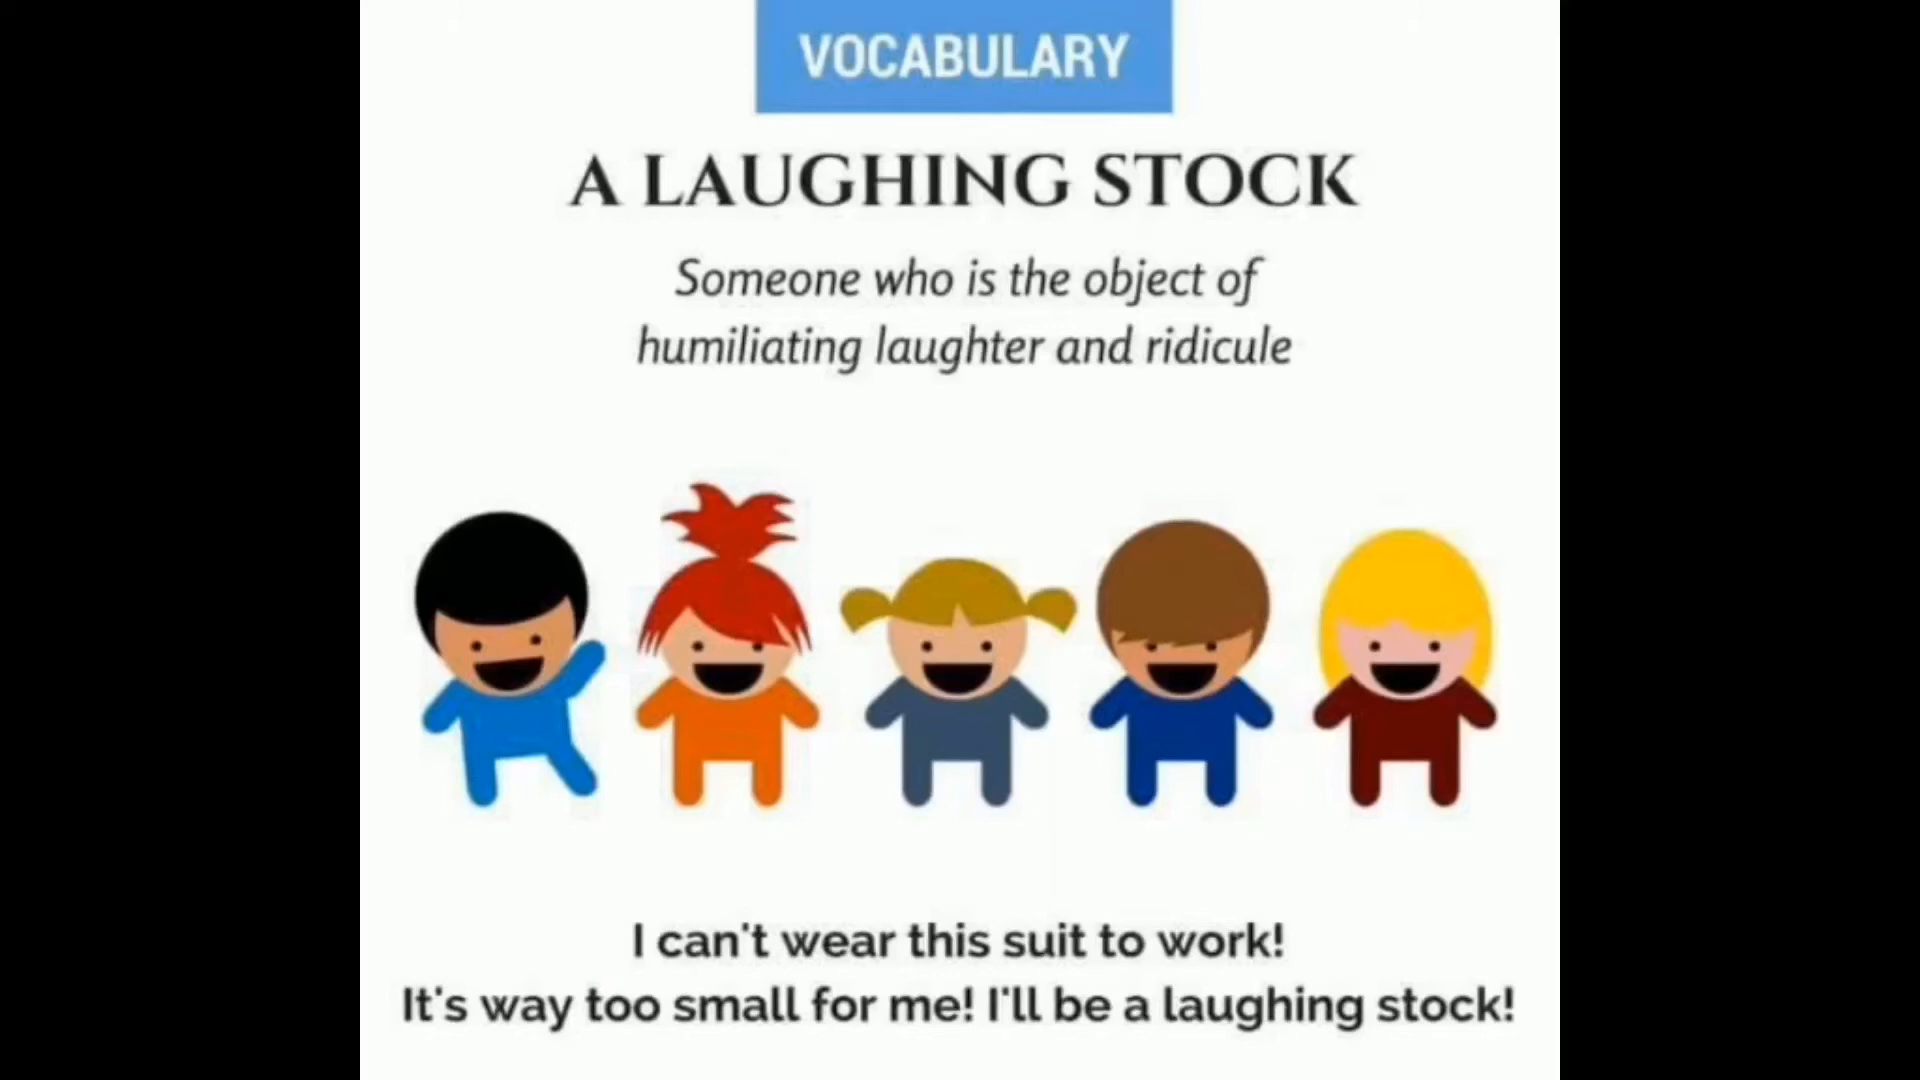 VOCABULARY
A LAUGHING STOCK
Someone who is the object of
humiliating laughter and ridicule
I can't wear this suit to work!
It's way too small for me! I'll be a laughing stock!